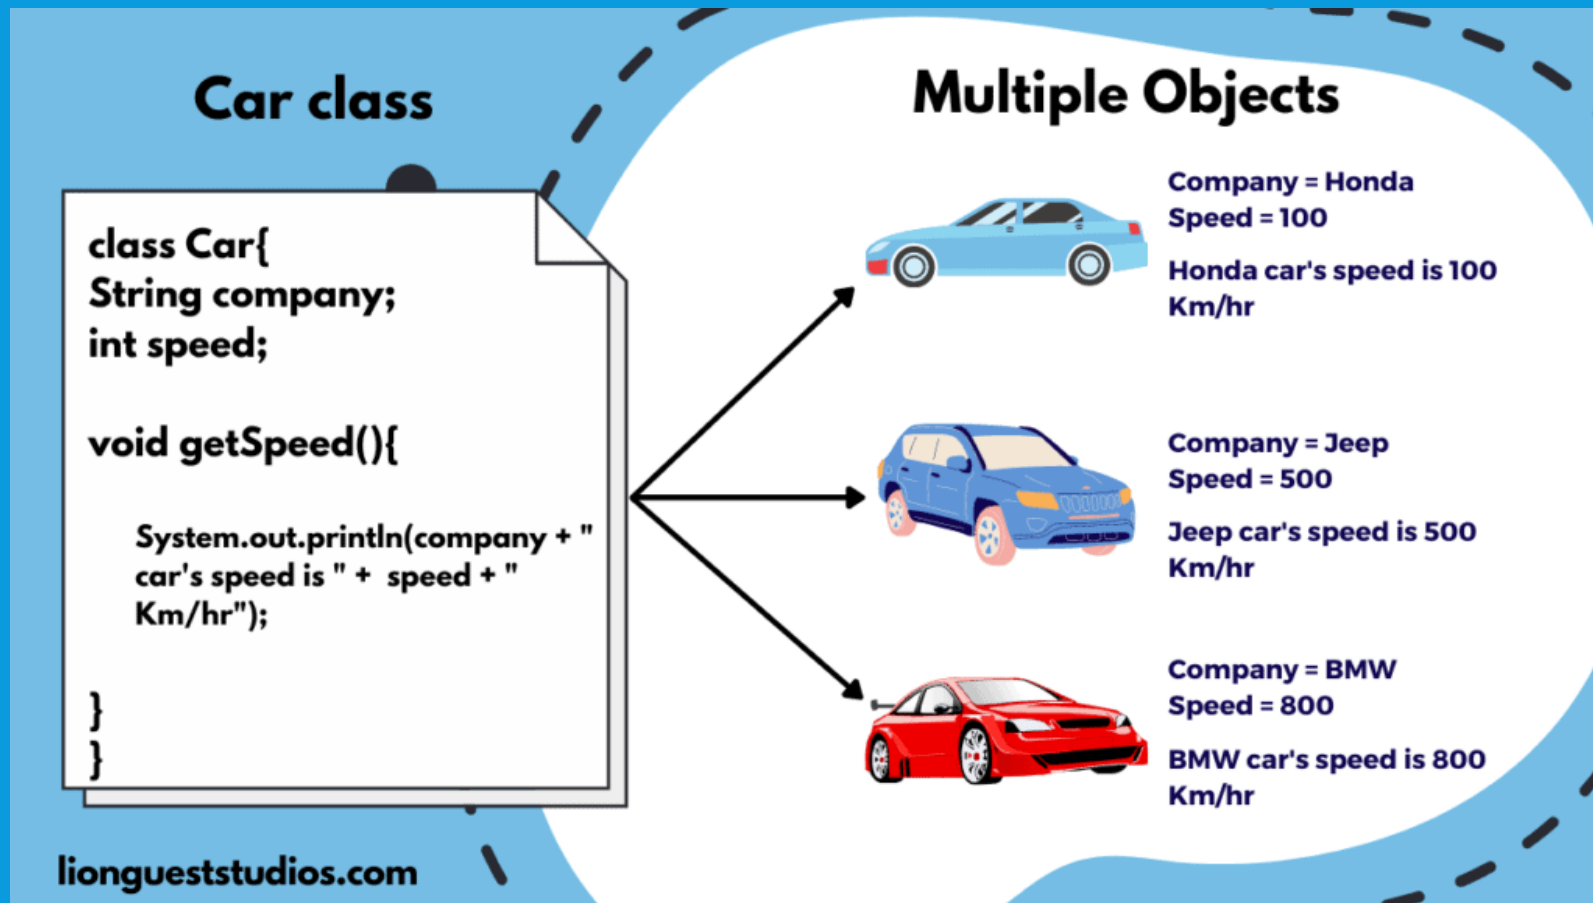 Car class
class Car{
String company;
int speed;
void getSpeed(){
System.out.println(company + "
car's speed is " + speed + "
Km/hr");
}
}
liongueststudios.com
Multiple Objects
Company = Honda
Speed = 100
Honda car's speed is 100
Km/hr
Company = Jeep
Speed = 500
Jeep car's speed is 500
Km/hr
Company = BMW
Speed = 800
BMW car's speed is 800
Km/hr